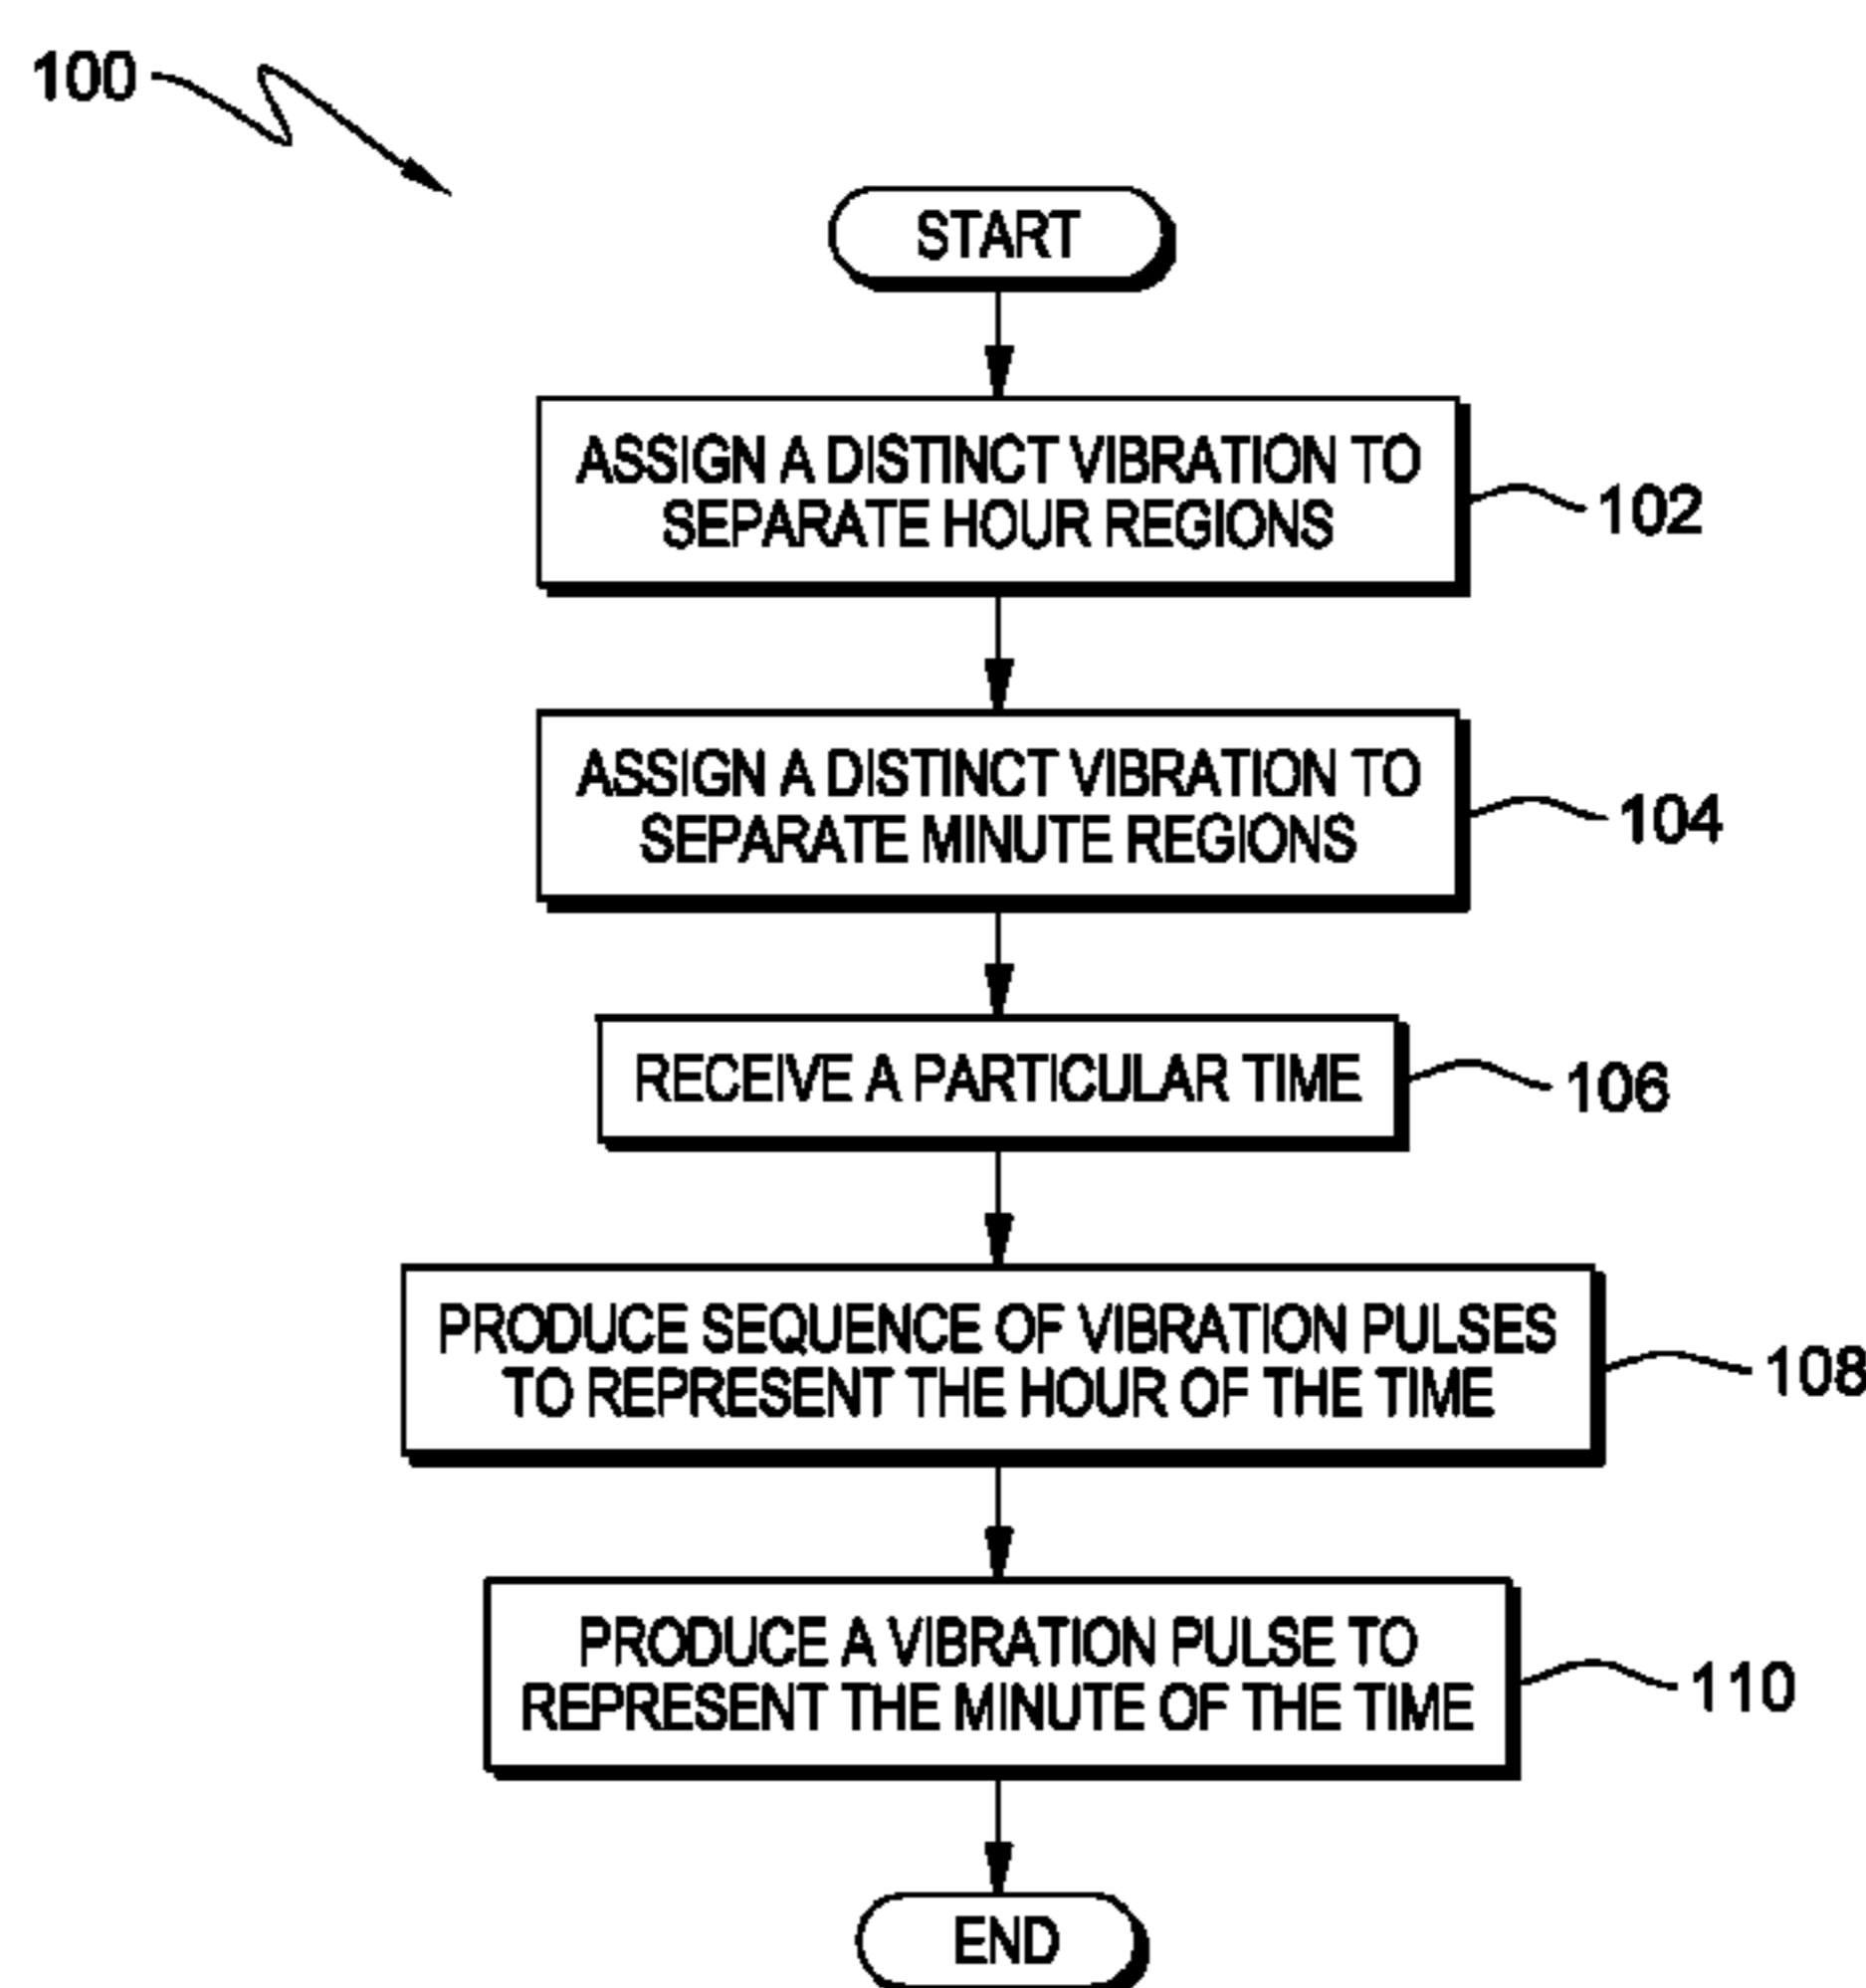 100
START
ASSIGN A DISTINCT VIBRATION TO
SEPARATE HOUR REGIONS
102
ASSIGN A DISTINCT VIBRATION TO
SEPARATE MINUTE REGIONS
104
RECEIVE A PARTICULAR TIME
106
PRODUCE SEQUENCE OF VIBRATION PULSES
TO REPRESENT THE HOUR OF THE TIME
108
PRODUCE A VIBRATION PULSE TO
REPRESENT THE MINUTE OF THE TIME
110
END